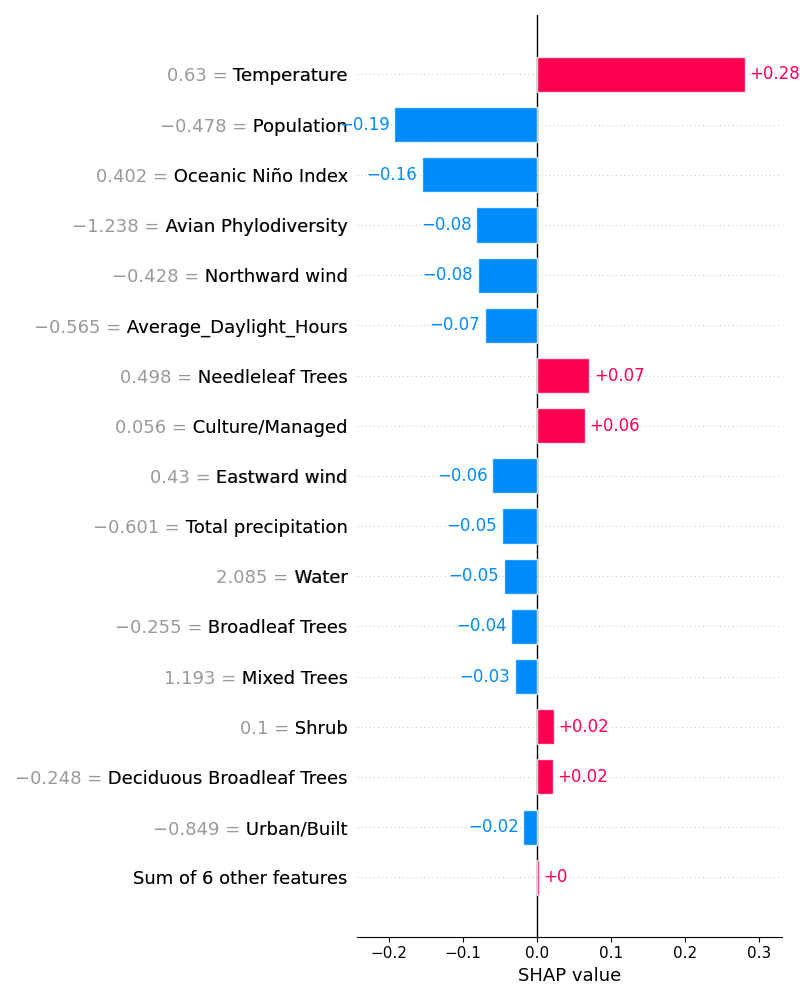 0.63 = Temperature +0.28
−0.478 = Population −0.19
0.402 = Oceanic Niño Index −0.16
−1.238 = Avian Phylodiversity −0.08
−0.428 = Northward wind −0.08
−0.565 = Average_Daylight_Hours −0.07
0.498 = Needleleaf Trees +0.07
0.056 = Culture/Managed +0.06
0.43 = Eastward wind −0.06
−0.601 = Total precipitation −0.05
2.085 = Water −0.05
−0.255 = Broadleaf Trees −0.04
1.193 = Mixed Trees −0.03
0.1 = Shrub +0.02
−0.248 = Deciduous Broadleaf Trees +0.02
−0.849 = Urban/Built −0.02
Sum of 6 other features +0
−0.2 −0.1 0.0 0.1 0.2 0.3
SHAP value